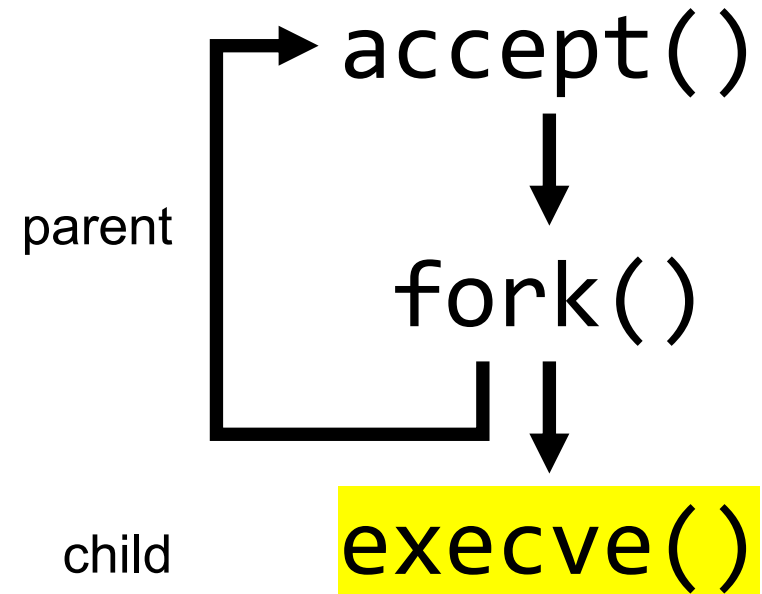 accept()
parent
fork()
child
execve()